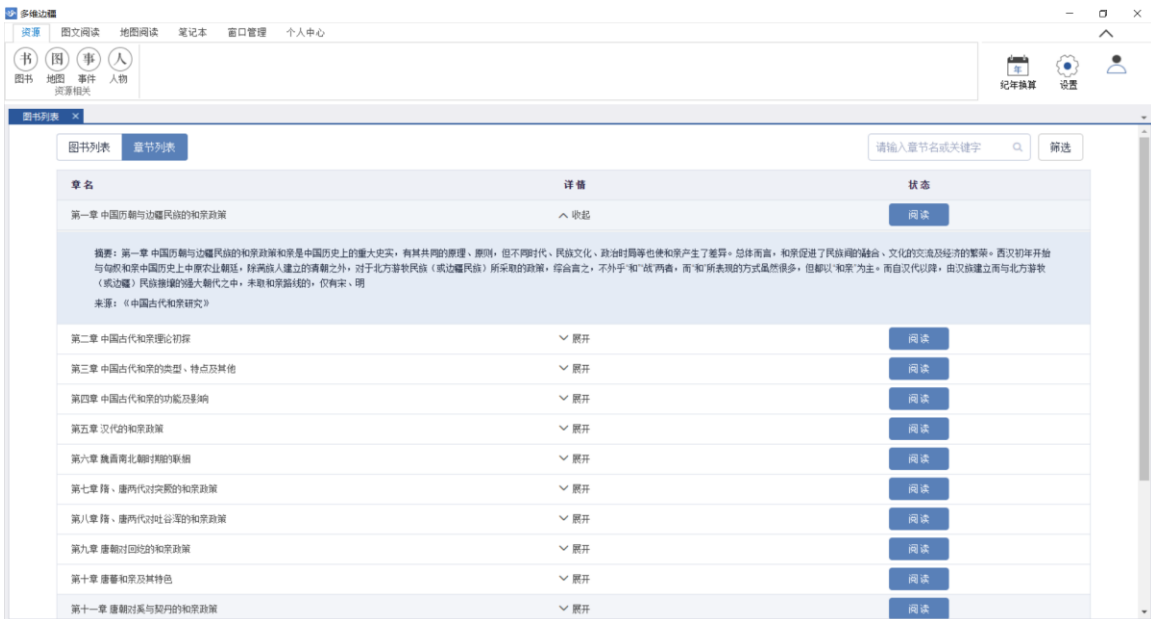 多维边疆
资源 图文阅读 地图阅读 笔记本 窗口管理 个人中心
书 图 事 人
图书 地图 事件 人物
资源相关
年
纪年换算 设置
图书列表 ×
图书列表 章节列表 请输入章节名或关键字 筛选
章名 详情 状态
第一章 中国历朝与边疆民族的和亲政策 收起 阅读
摘要:第一章 中国历朝与边疆民族的和亲政策和亲是中国历史上的重大史实,有其共同的原理、原则,但不同时代、民族文化、政治时局等也使和亲产生了差异。总体而言,和亲促进了民族间的融合、文化的交流及经济的繁荣。西汉初年开始
与匈奴和亲中国历史上中原农业朝廷,除满族人建立的清朝之外,对于北方游牧民族(或边疆民族)所采取的政策,综合言之,不外乎“和”“战”两者,而“和”所表现的方式虽然很多,但都以“和亲”为主。而自汉代以降,由汉族建立而与北方游牧
(或边疆)民族接壤的强大朝代之中,未取和亲路线的,仅有宋、明
来源:《中国古代和亲研究》
第二章 中国古代和亲理论初探 展开 阅读
第三章 中国古代和亲的类型、特点及其他 展开 阅读
第四章 中国古代和亲的功能及影响 展开 阅读
第五章 汉代的和亲政策 展开 阅读
第六章 魏晋南北朝时期的联姻 展开 阅读
第七章 隋、唐两代对突厥的和亲政策 展开 阅读
第八章 隋、唐两代对吐谷浑的和亲政策 展开 阅读
第九章 唐朝对回纥的和亲政策 展开 阅读
第十章 唐蕃和亲及其特色 展开 阅读
第十一章 唐朝对奚与契丹的和亲政策 展开 阅读